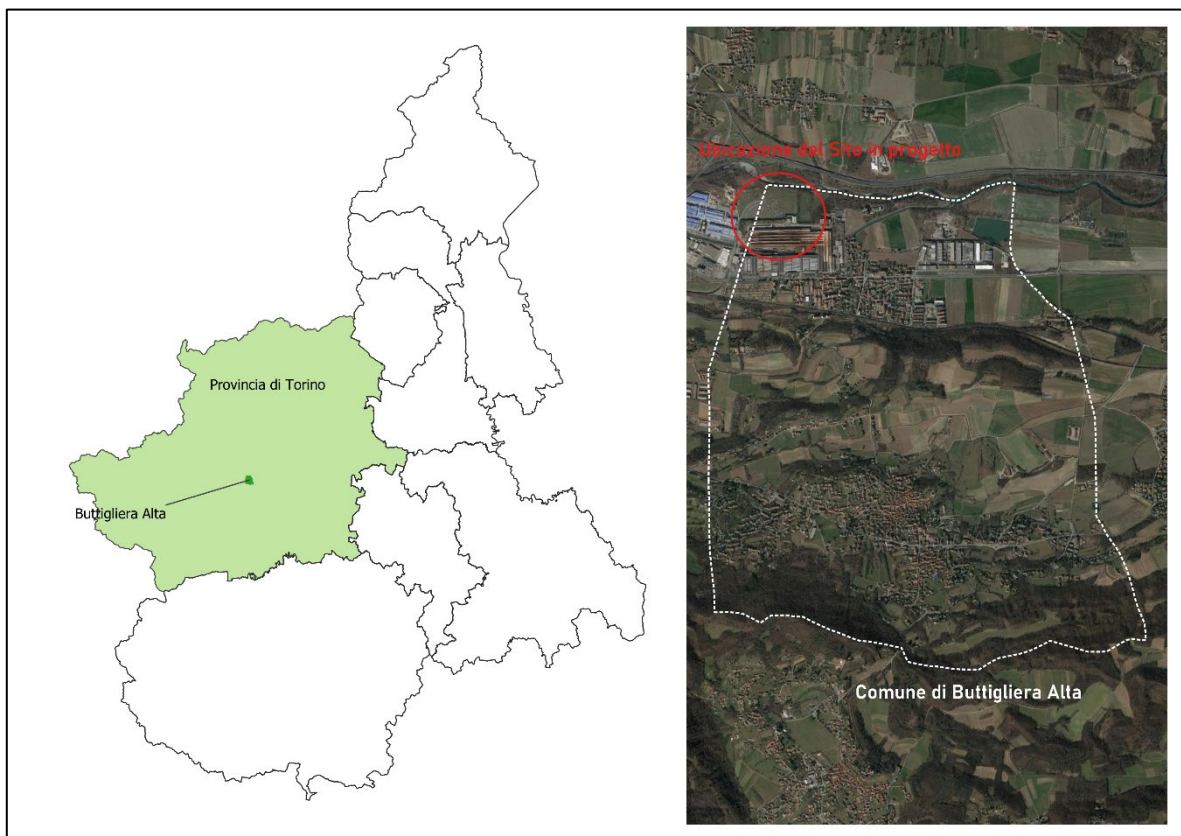 Provincia di Torino
Buttigliera Alta
Ubicazione del Sito in progetto
Comune di Buttigliera Alta